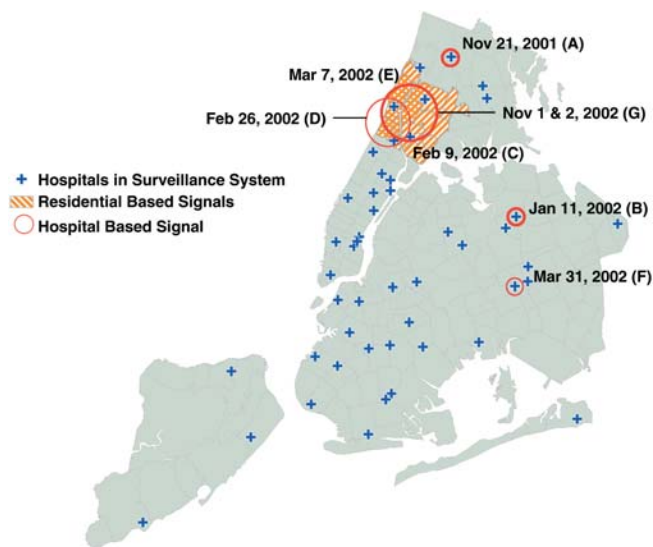 Nov 21, 2001 (A)
Mar 7, 2002 (E)
Feb 26, 2002 (D)
Nov 1 & 2, 2002 (G)
Feb 9, 2002 (C)
Hospitals in Surveillance System
Residential Based Signals
Hospital Based Signal
Jan 11, 2002 (B)
Mar 31, 2002 (F)